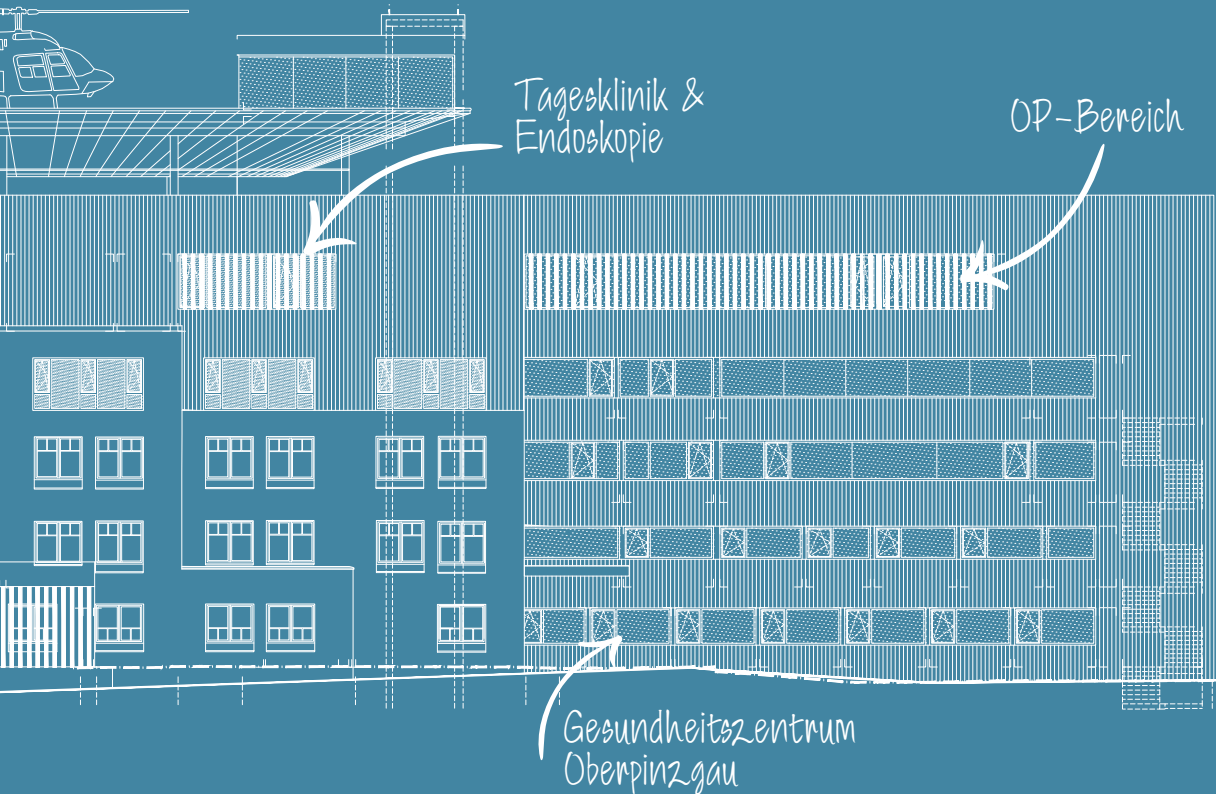 Tagesklinik &
Endoskopie
OP-Bereich
Gesundheitszentrum
Oberpinzgau